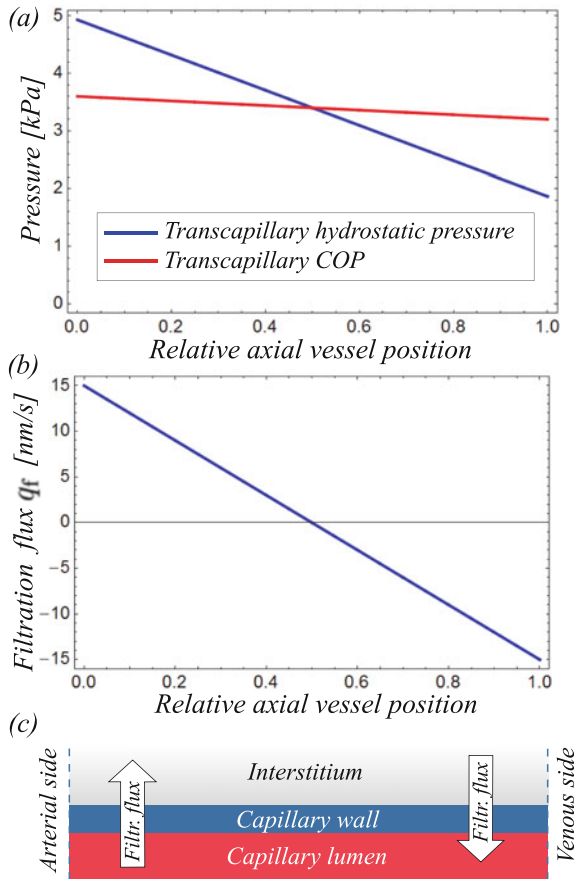 (a)
5
4
3
2
1
0
Pressure [kPa]
Transcapillary hydrostatic pressure
Transcapillary COP
0.0 0.2 0.4 0.6 0.8 1.0
Relative axial vessel position
(b)
15
10
5
0
−5
−10
−15
Filtration flux qf [nm/s]
0.0 0.2 0.4 0.6 0.8 1.0
Relative axial vessel position
(c)
Arterial side
Filtr. flux
Interstitium
Capillary wall
Capillary lumen
Filtr. flux
Venous side